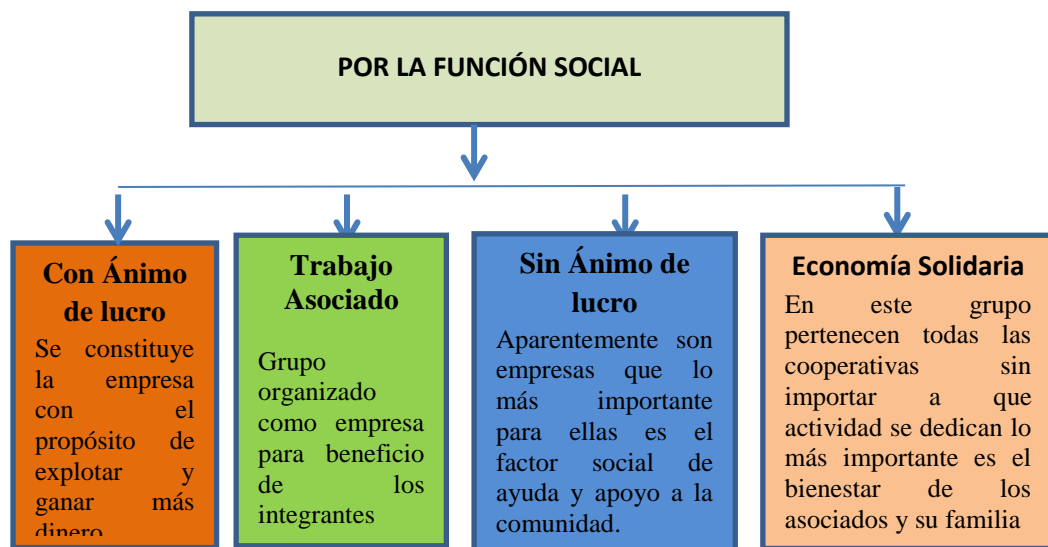 POR LA FUNCIÓN SOCIAL
Con Ánimo
de lucro
Se constituye
la empresa
con el
propósito de
explotar y
ganar más
dinero
Trabajo
Asociado
Grupo
organizado
como empresa
para beneficio
de los
integrantes
Sin Ánimo de
lucro
Aparentemente son
empresas que lo
más importante
para ellas es el
factor social de
ayuda y apoyo a la
comunidad.
Economía Solidaria
En este grupo
pertenecen todas las
cooperativas sin
importar a que
actividad se dedican lo
más importante es el
bienestar de los
asociados y su familia